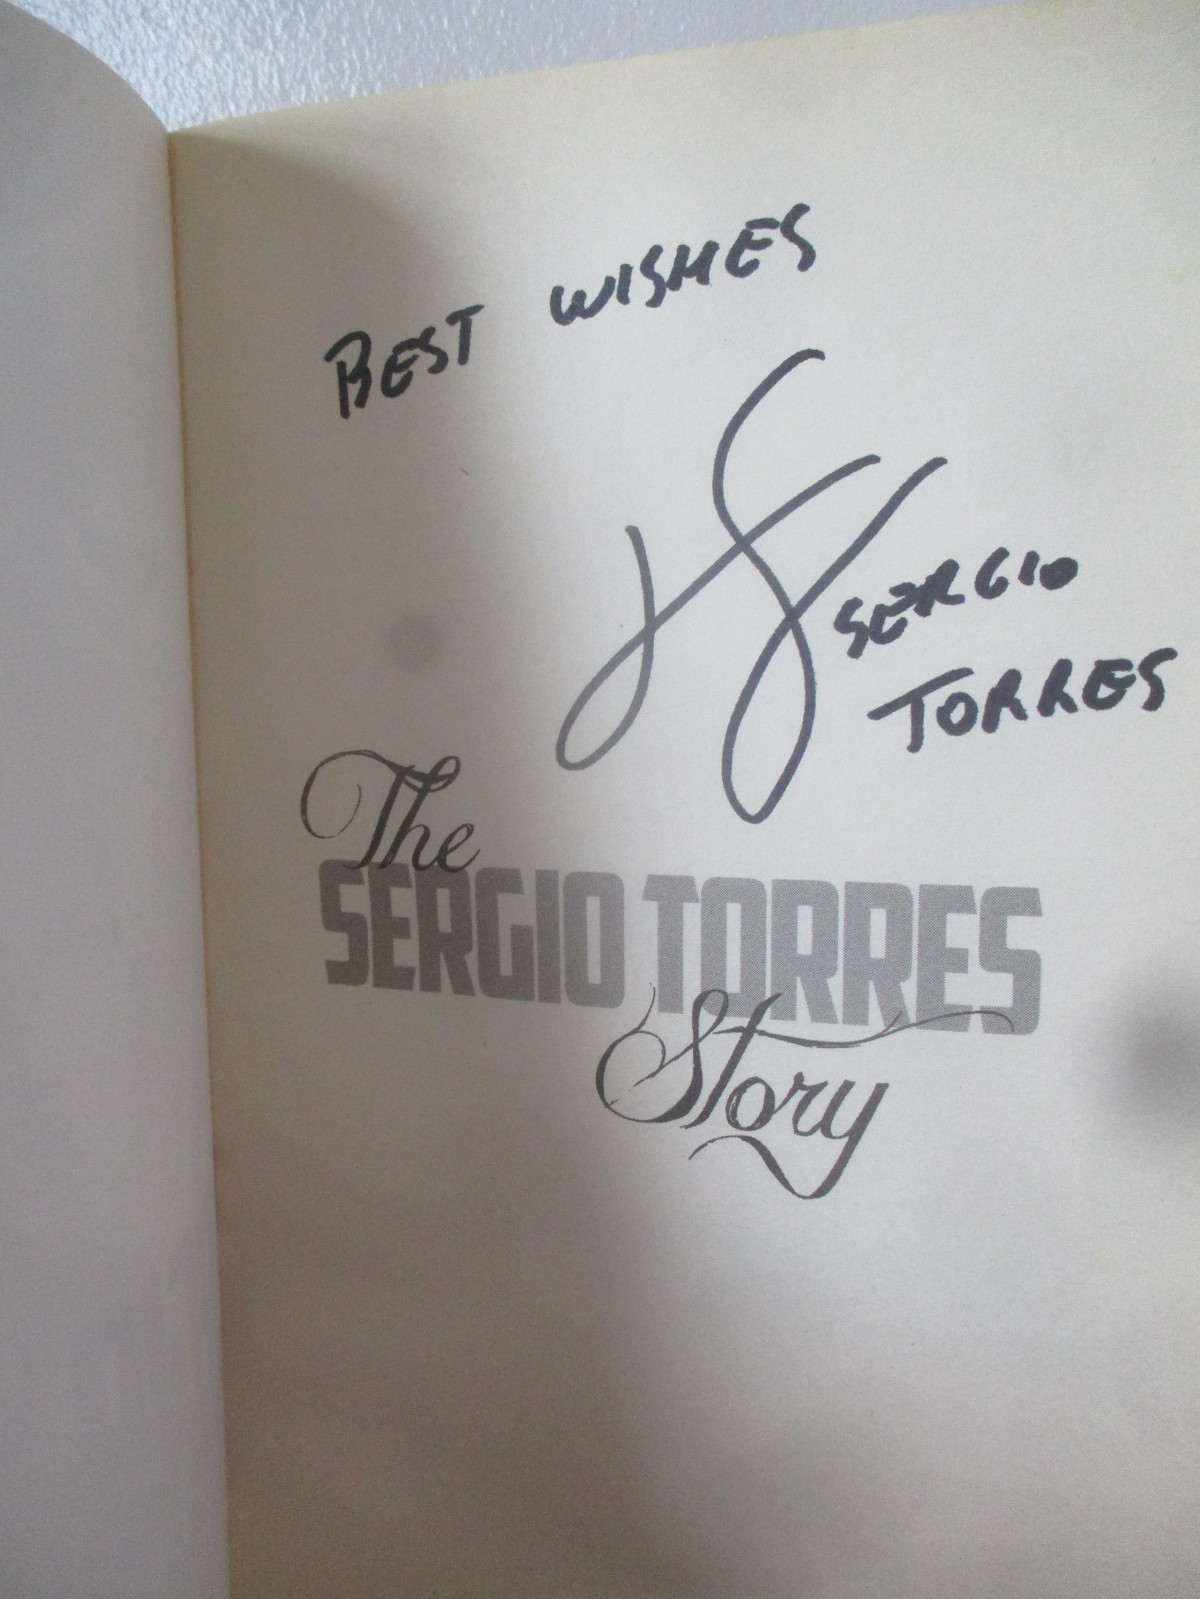 BEST WISHES
SERGIO
TORRES
The
SERGIO TORRES
Story